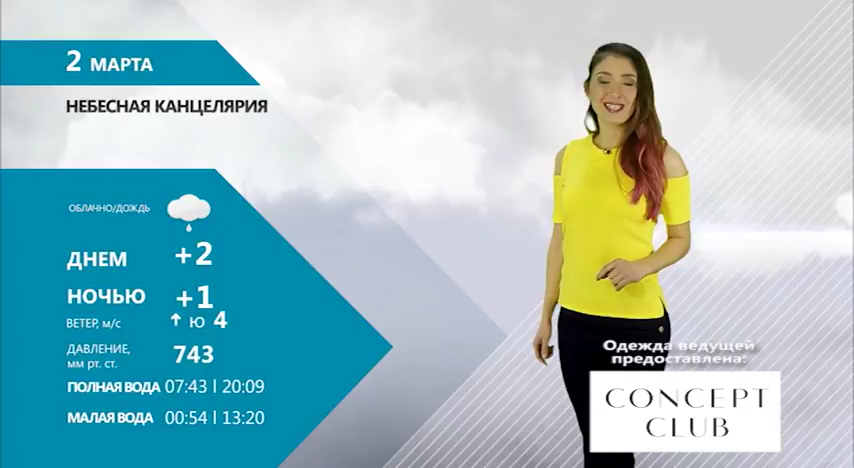 2 МАРТА
НЕБЕСНАЯ КАНЦЕЛЯРИЯ
ОБЛАЧНО/ДОЖДЬ
ДНЕМ +2
НОЧЬЮ +1
ВЕТЕР, м/с ↑ Ю 4
ДАВЛЕНИЕ, мм рт. ст. 743
ПОЛНАЯ ВОДА 07:43 | 20:09
МАЛАЯ ВОДА 00:54 | 13:20
Одежда ведущей
предоставлена:
CONCEPT
CLUB